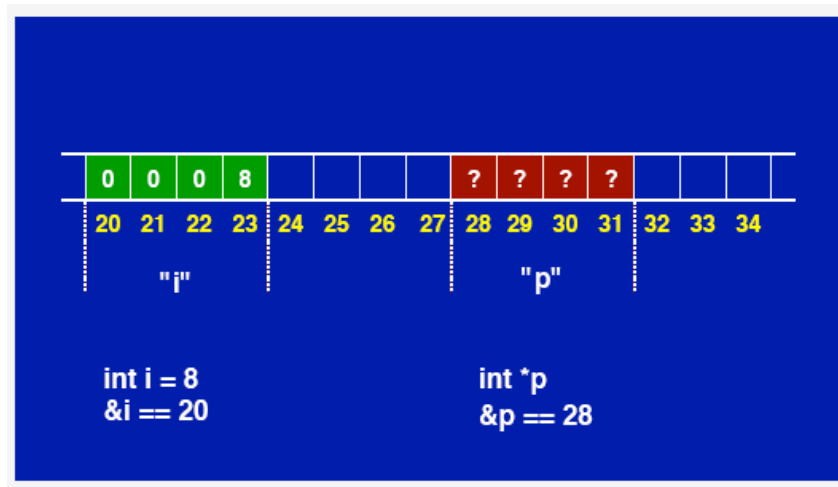 0 0 0 8 ? ? ? ?
20 21 22 23 24 25 26 27 28 29 30 31 32 33 34
"i" "p"
int i = 8 int *p
&i == 20 &p == 28